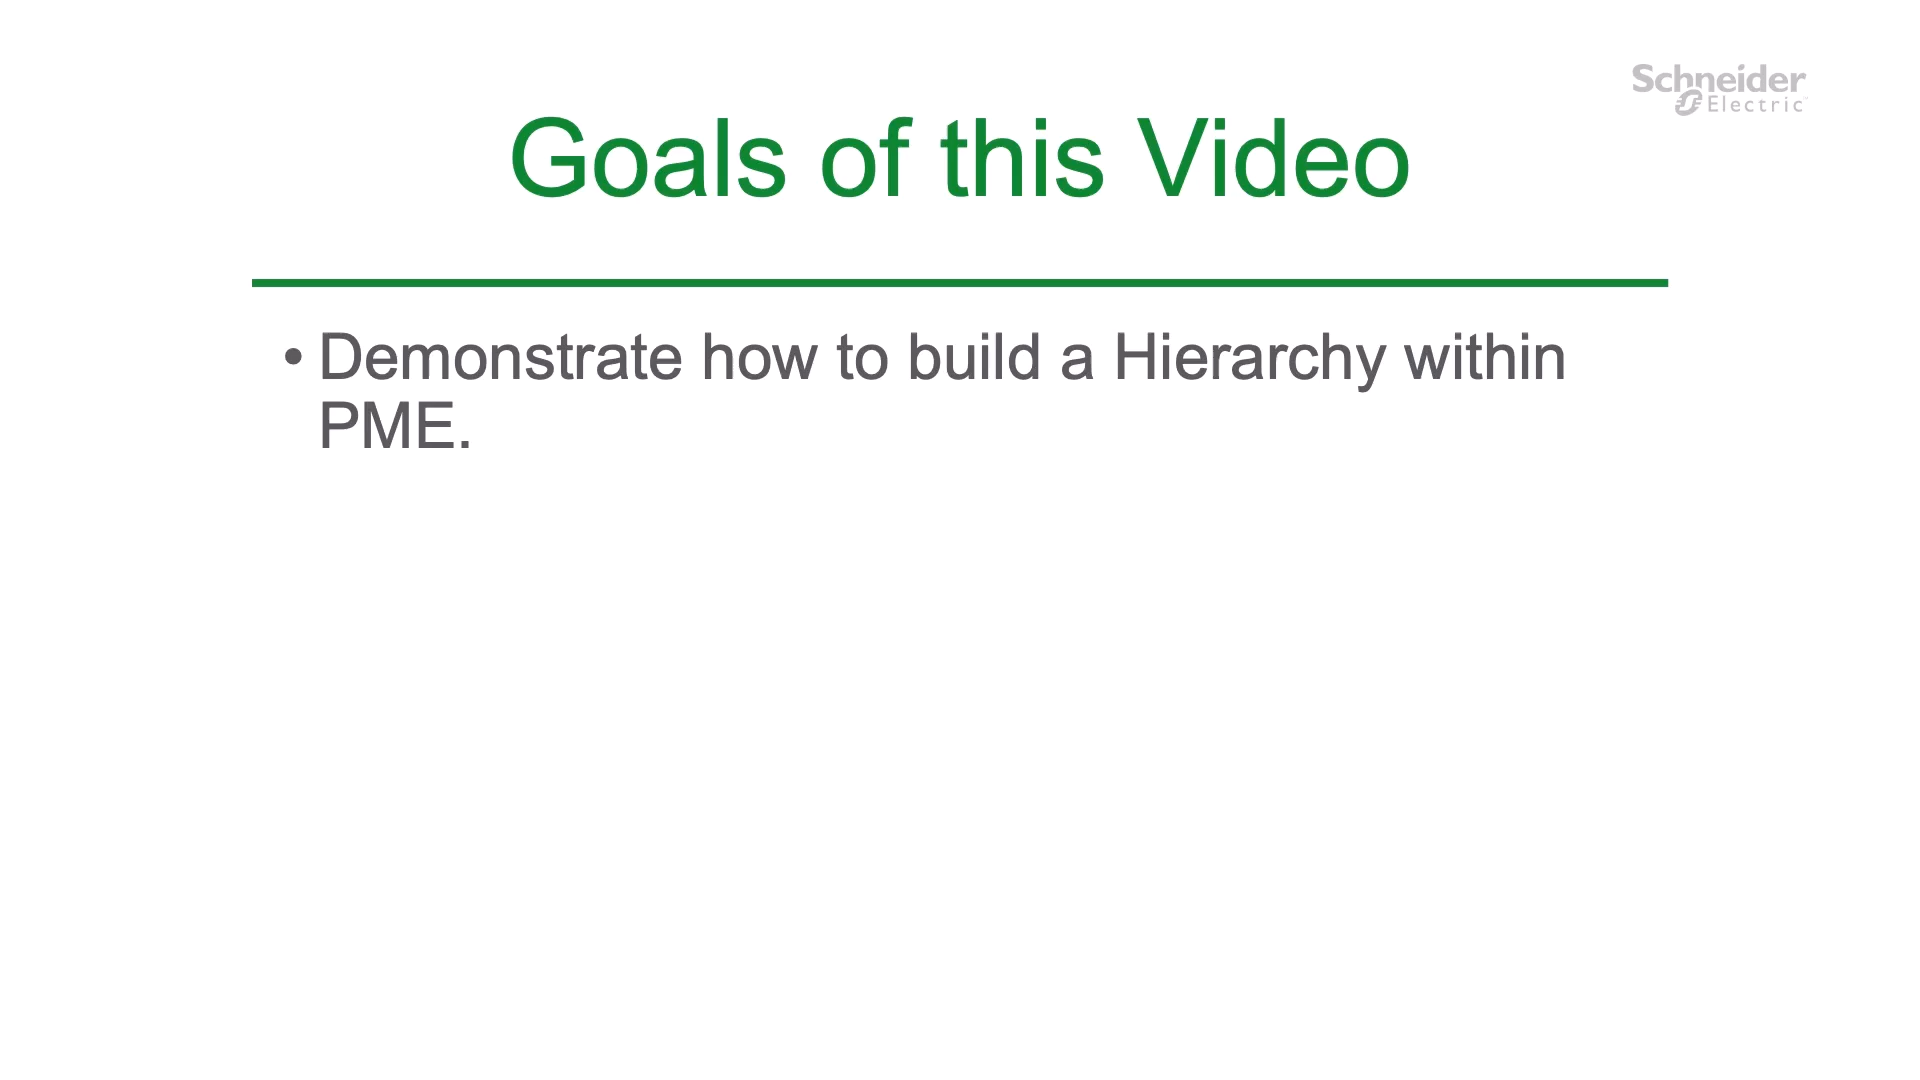 Schneider
Electric
Goals of this Video
• Demonstrate how to build a Hierarchy within
PME.